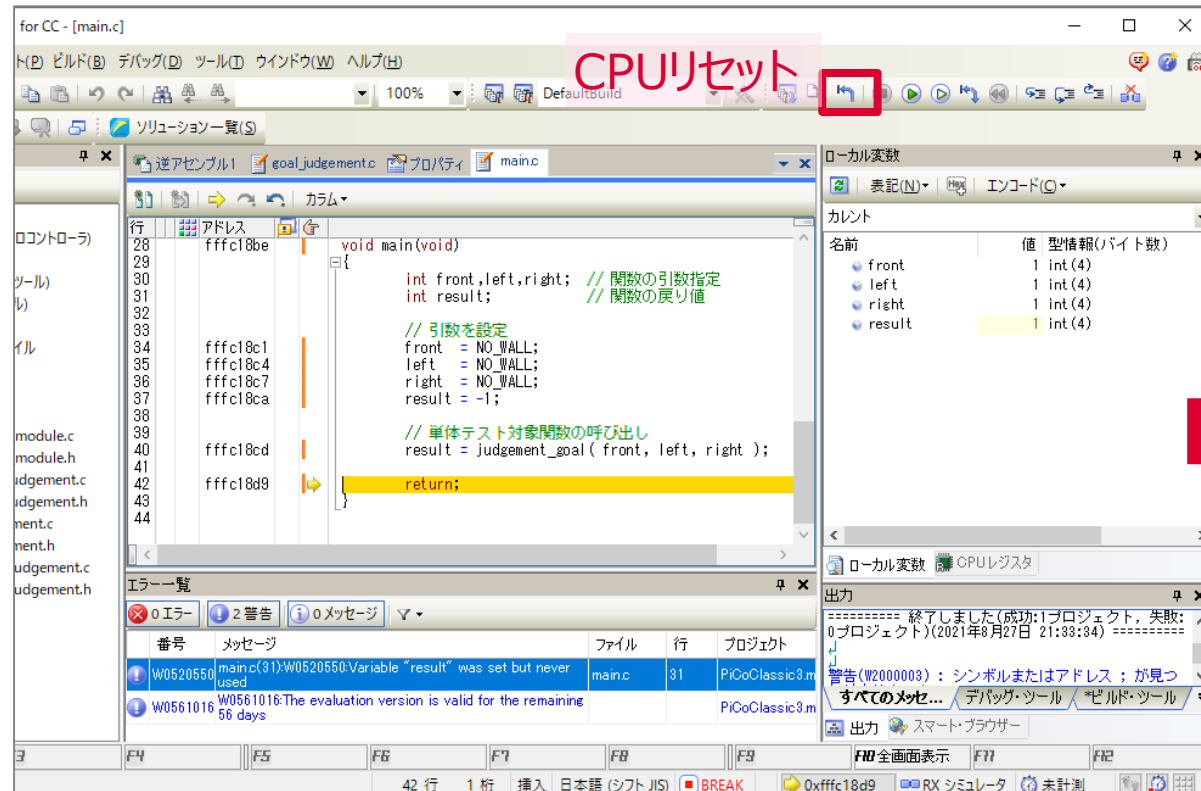 for CC - [main.c]
CPUリセット
ト(P) ビルド(B) デバッグ(D) ツール(T) ウインドウ(W) ヘルプ(H)
100% DefaultBuild
ソリューション一覧(S)
逆アセンブル1 goal_judgement.c プロパティ main.c
カラム
行 アドレス
28 fffc18be void main(void)
29 {
30 int front,left,right; // 関数の引数指定
31 int result; // 関数の戻り値
32
33 // 引数を設定
34 fffc18c1 front = NO_WALL;
35 fffc18c4 left = NO_WALL;
36 fffc18c7 right = NO_WALL;
37 fffc18ca result = -1;
38
39 // 単体テスト対象関数の呼び出し
40 fffc18cd result = judgement_goal( front, left, right );
41
42 fffc18d9 return;
43 }
44
ロコントローラ)
ツール)
ル)
イル
module.c
module.h
udgement.c
udgement.h
ment.c
ment.h
udgement.c
udgement.h
ローカル変数
表記(N) Hex エンコード(O)
カレント
名前 値 型情報(バイト数)
front 1 int(4)
left 1 int(4)
right 1 int(4)
result 1 int(4)
ローカル変数 CPUレジスタ
エラー一覧
0 エラー 2 警告 0 メッセージ
番号 メッセージ ファイル 行 プロジェクト
W0520550 main.c(31):W0520550:Variable "result" was set but never used main.c 31 PiCoClassic3.m
W0561016 W0561016:The evaluation version is valid for the remaining 56 days PiCoClassic3.m
出力
========== 終了しました(成功:1プロジェクト, 失敗:
0プロジェクト)(2021年8月27日 21:33:34) ==========
警告(W2000003) : シンボルまたはアドレス ; が見つ
すべてのメッセ... デバッグ・ツール *ビルド・ツール
出力 スマート・ブラウザー
F4 F5 F6 F7 F8 F9 F10 全画面表示 F11 F12
42 行 1 桁 挿入 日本語 (シフト JIS) BREAK 0xfffc18d9 RX シミュレータ 未計測